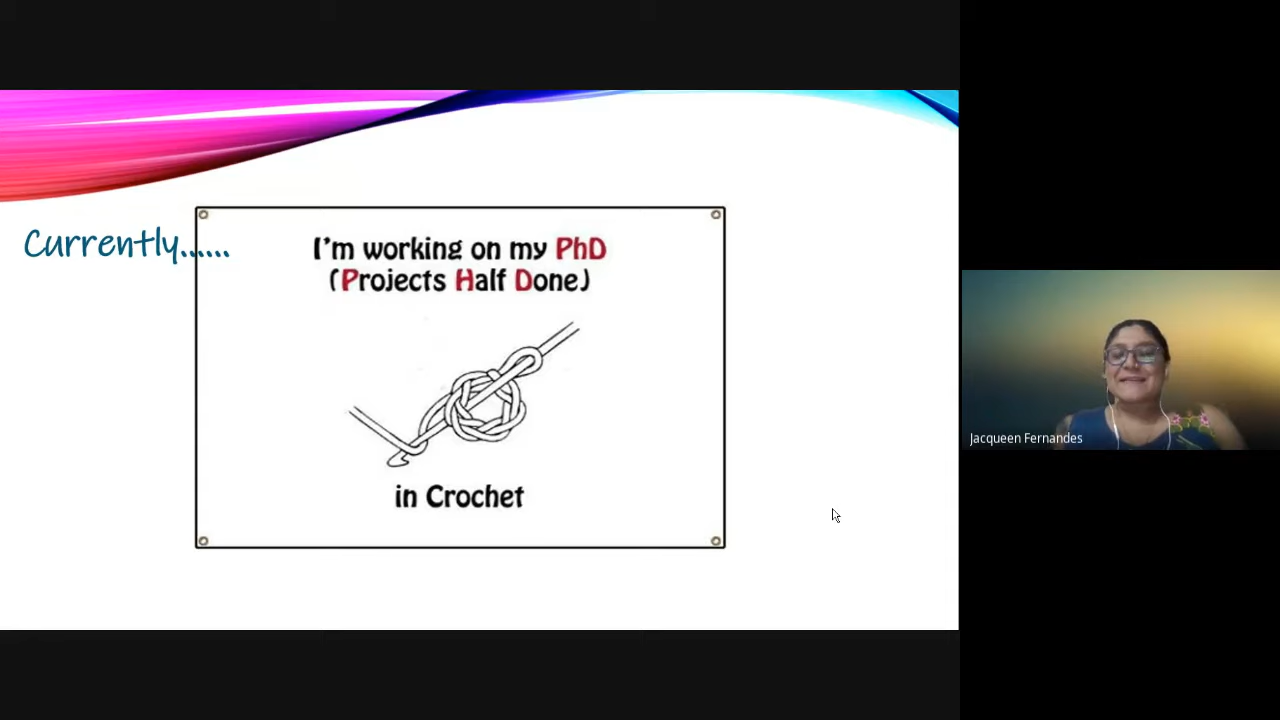 Currently......
I'm working on my PhD
(Projects Half Done)
in Crochet
Jacqueen Fernandes